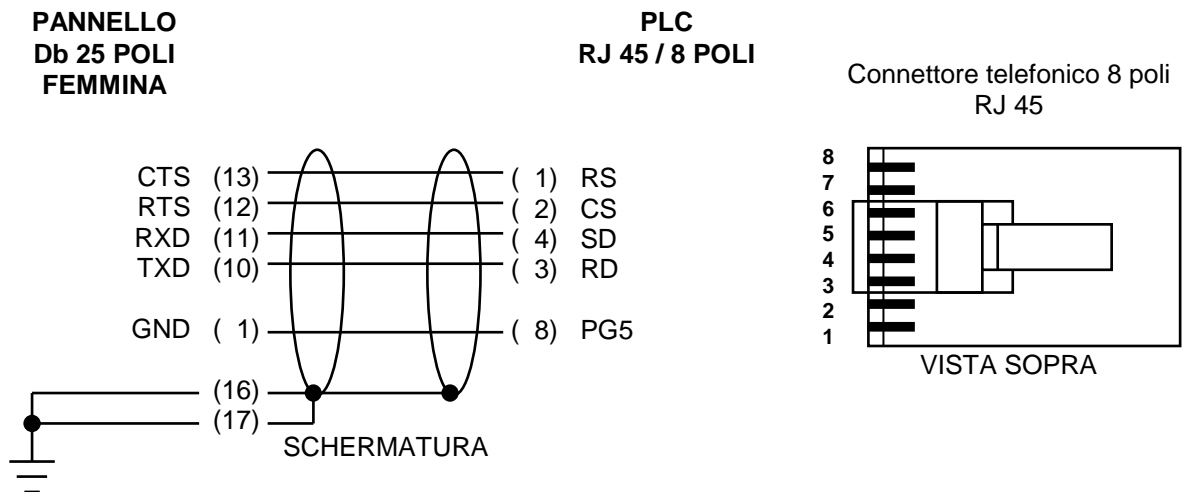 PANNELLO
Db 25 POLI
FEMMINA
PLC
RJ 45 / 8 POLI
Connettore telefonico 8 poli
RJ 45
CTS (13) ( 1) RS
RTS (12) ( 2) CS
RXD (11) ( 4) SD
TXD (10) ( 3) RD
GND ( 1) ( 8) PG5
(16)
(17)
SCHERMATURA
8
7
6
5
4
3
2
1
VISTA SOPRA